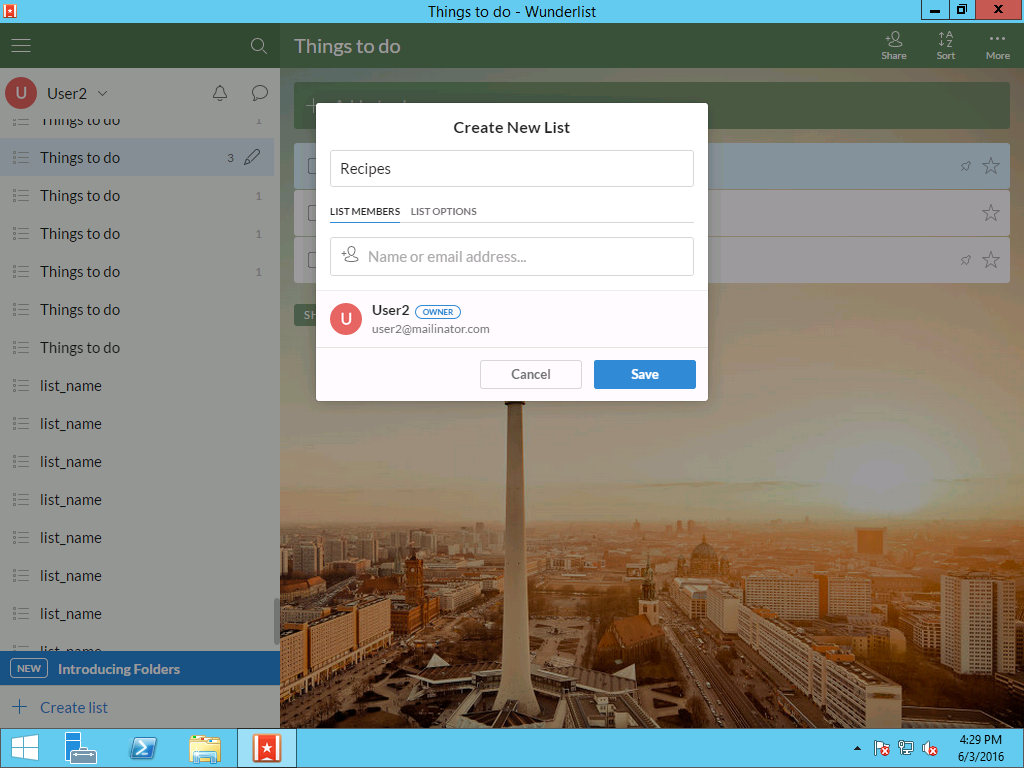 Things to do - Wunderlist
Things to do
Share
Sort
More
U
User2
Things to do 1
Things to do 3
Things to do 1
Things to do 1
Things to do 1
Things to do
Things to do
list_name
list_name
list_name
list_name
list_name
list_name
list_name
list_name
NEW Introducing Folders
Create list
Create New List
Recipes
LIST MEMBERS LIST OPTIONS
Name or email address...
U
User2 OWNER
user2@mailinator.com
Cancel Save
4:29 PM
6/3/2016